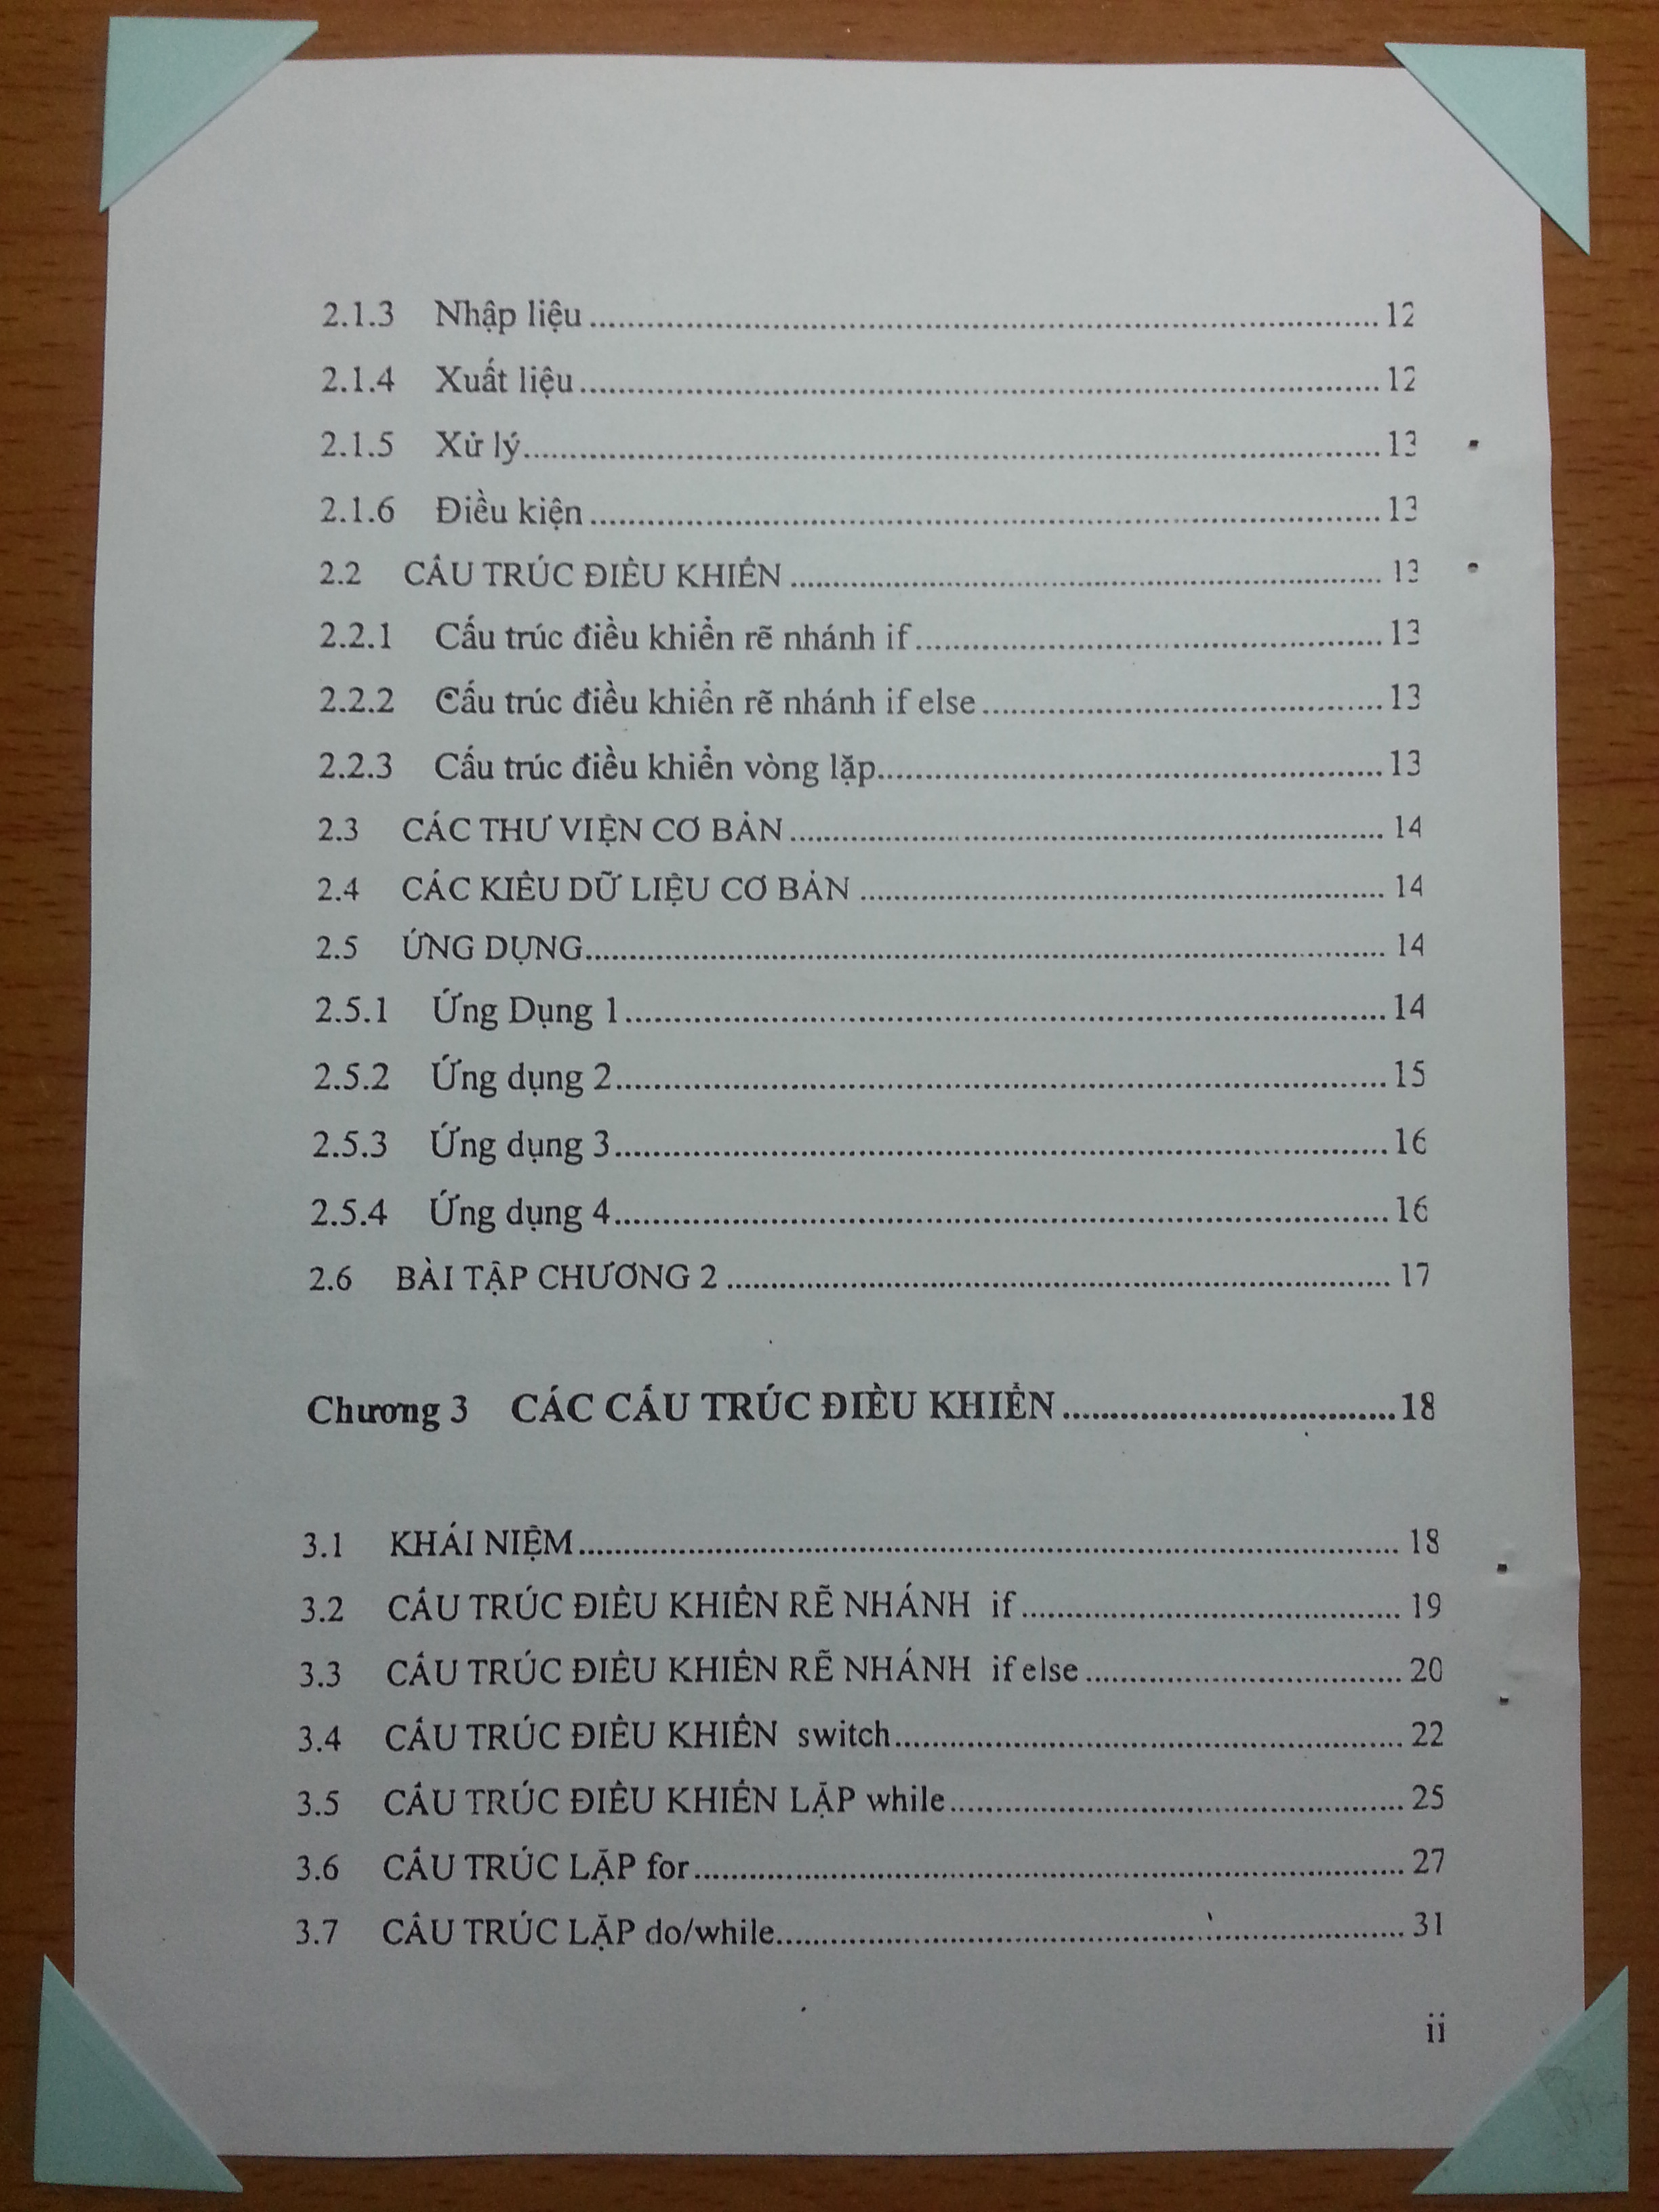 2.1.3 Nhập liệu........................................ 12
2.1.4 Xuất liệu........................................ 12
2.1.5 Xử lý........................................ 13
2.1.6 Điều kiện........................................ 13
2.2 CẤU TRÚC ĐIỀU KHIỂN........................................ 13
2.2.1 Cấu trúc điều khiển rẽ nhánh if........................................ 13
2.2.2 Cấu trúc điều khiển rẽ nhánh if else........................................ 13
2.2.3 Cấu trúc điều khiển vòng lặp........................................ 13
2.3 CÁC THƯ VIỆN CƠ BẢN........................................ 14
2.4 CÁC KIỂU DỮ LIỆU CƠ BẢN........................................ 14
2.5 ỨNG DỤNG........................................ 14
2.5.1 Ứng Dụng 1........................................ 14
2.5.2 Ứng dụng 2........................................ 15
2.5.3 Ứng dụng 3........................................ 16
2.5.4 Ứng dụng 4........................................ 16
2.6 BÀI TẬP CHƯƠNG 2........................................ 17
Chương 3 CÁC CẤU TRÚC ĐIỀU KHIỂN........................................ 18
3.1 KHÁI NIỆM........................................ 18
3.2 CẤU TRÚC ĐIỀU KHIỂN RẼ NHÁNH if........................................ 19
3.3 CẤU TRÚC ĐIỀU KHIỂN RẼ NHÁNH if else........................................ 20
3.4 CẤU TRÚC ĐIỀU KHIỂN switch........................................ 22
3.5 CẤU TRÚC ĐIỀU KHIỂN LẶP while........................................ 25
3.6 CẤU TRÚC LẶP for........................................ 27
3.7 CẤU TRÚC LẶP do/while........................................ 31
ii